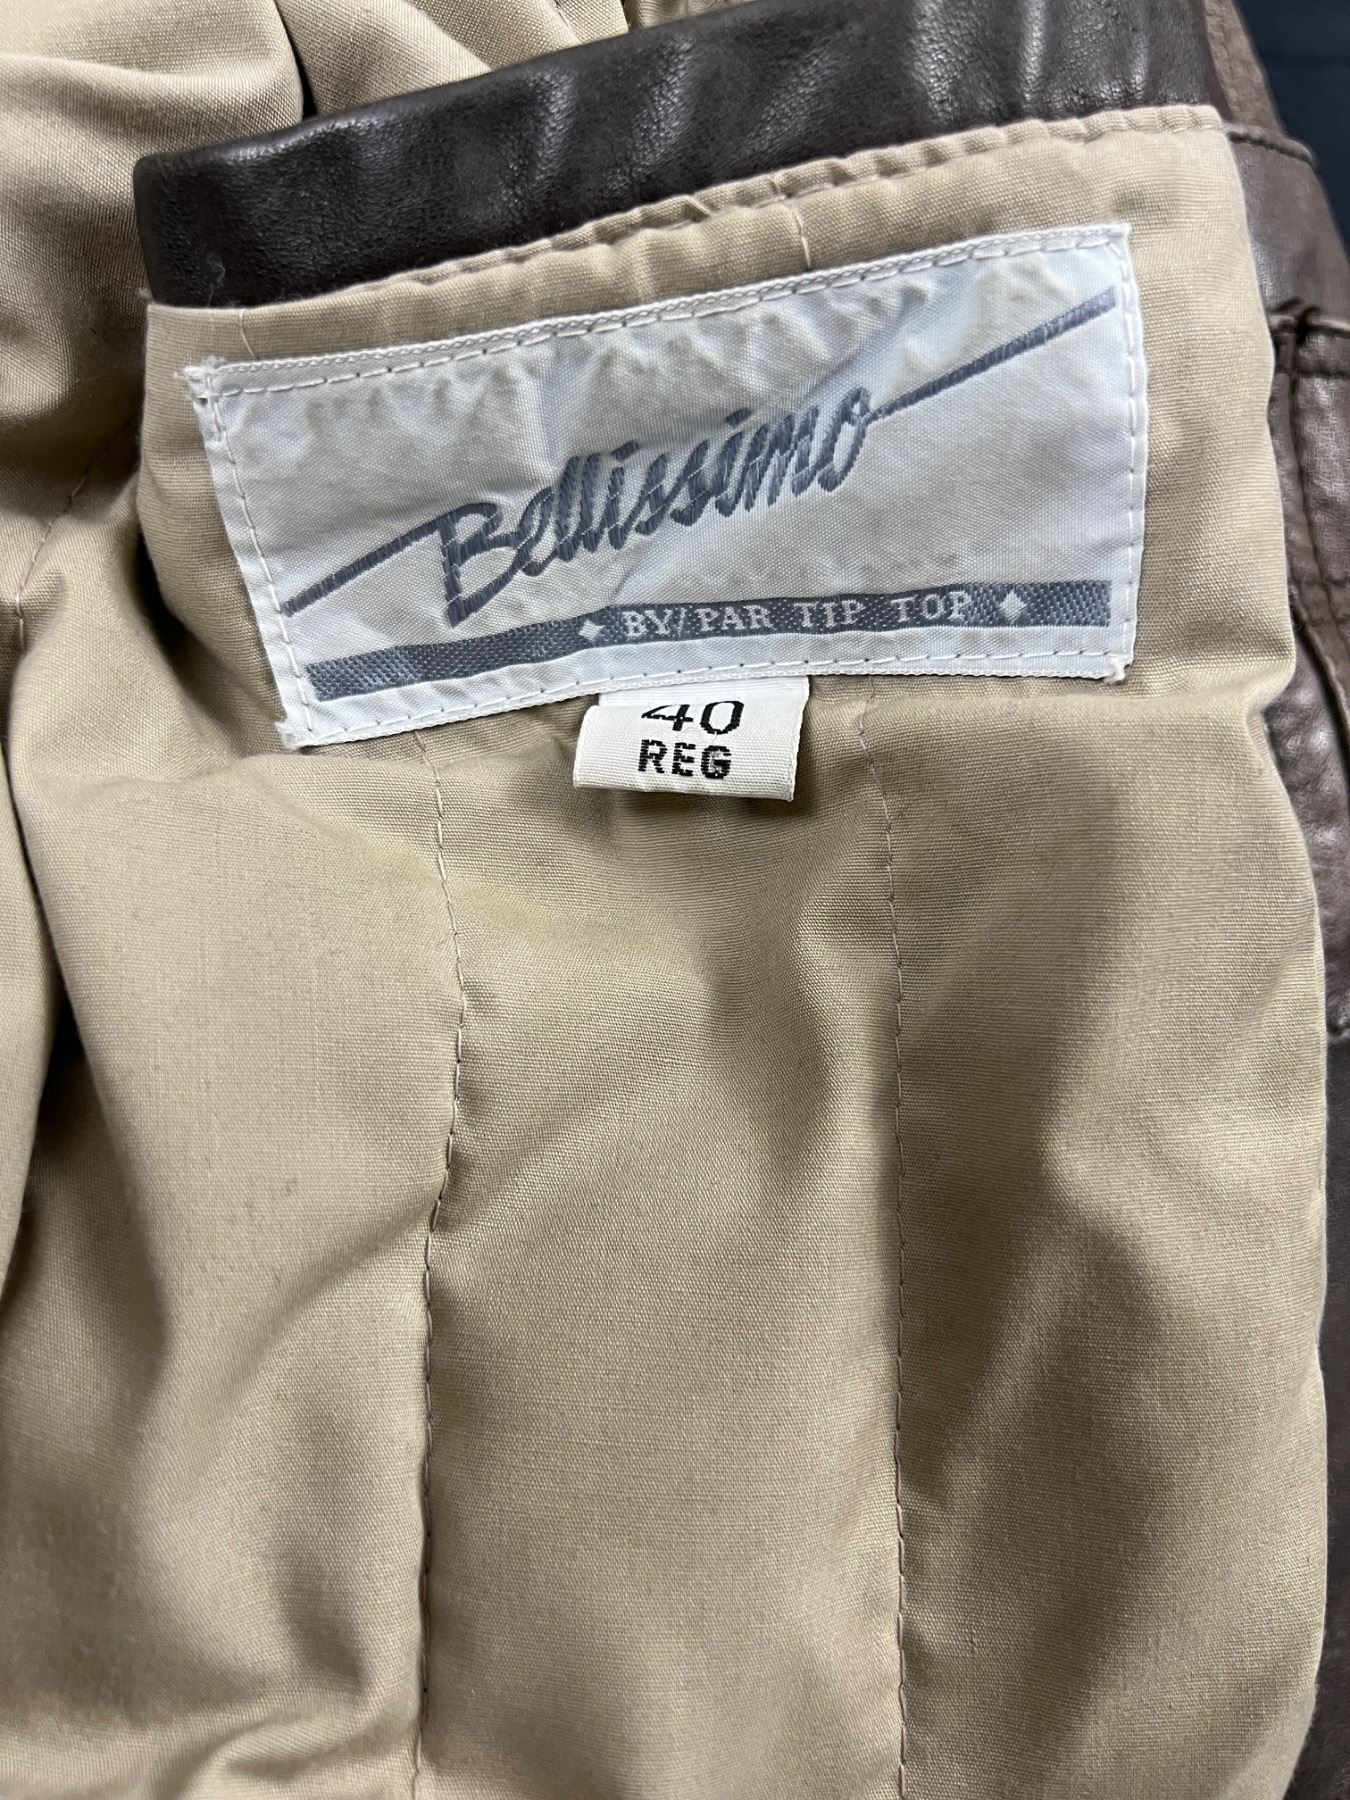 Bellissimo
BY/PAR TIP TOP
40
REG